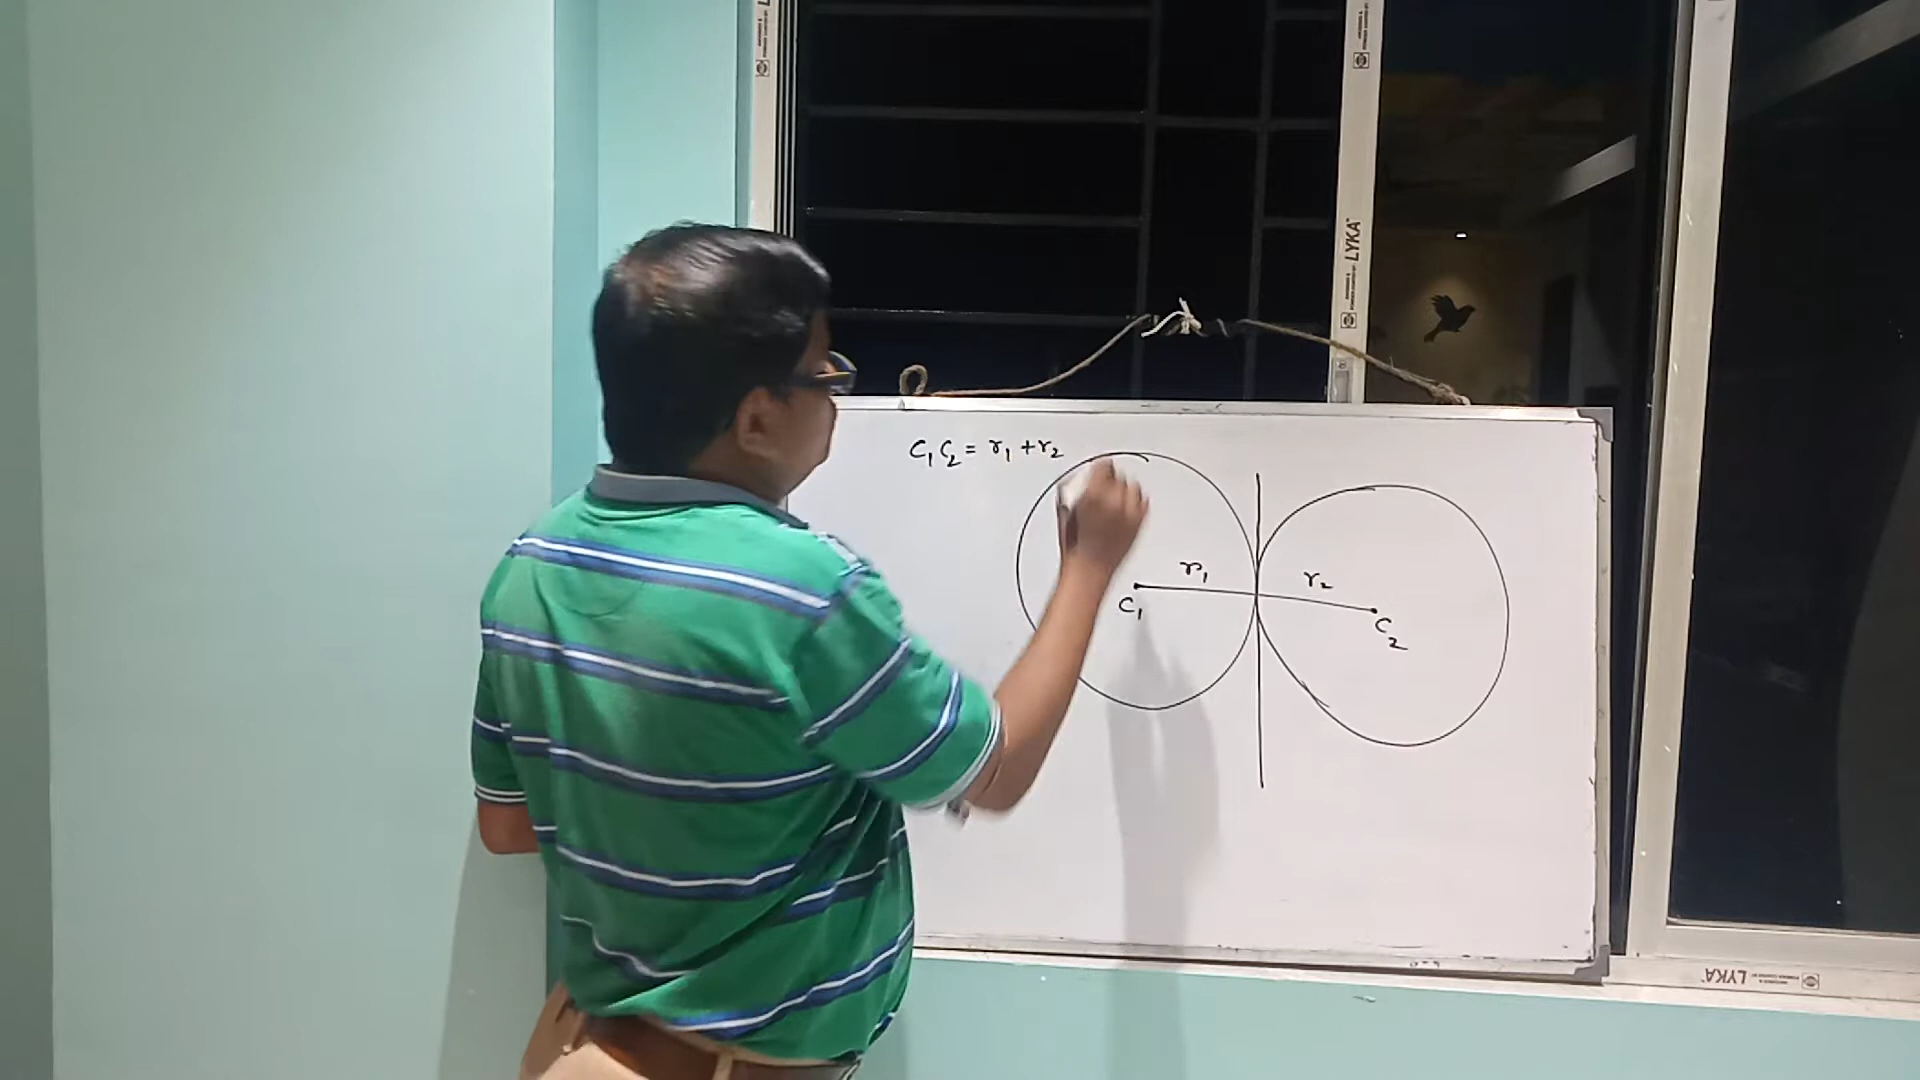 LYKA
C₁C₂ = r₁ + r₂
r₁
r₂
C₁
C₂
LYKA